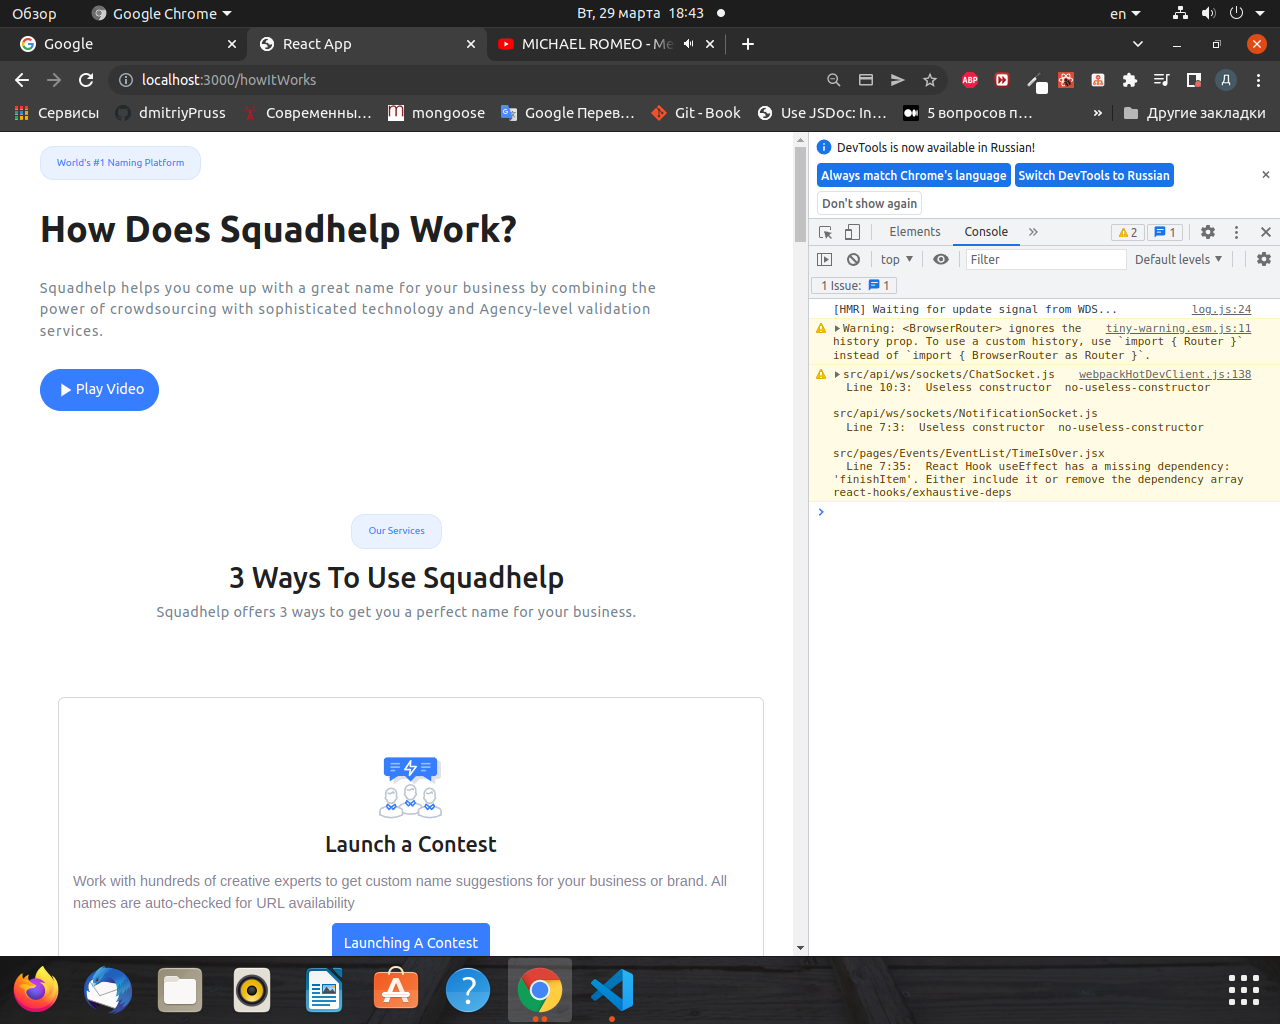 Обзор
Google Chrome
Вт, 29 марта 18:43
en
Google
React App
MICHAEL ROMEO - Me
localhost:3000/howItWorks
ABP
Д
Сервисы
dmitriyPruss
Современны...
mongoose
Google Перев...
Git - Book
Use JSDoc: In...
5 вопросов п...
»
Другие закладки
World's #1 Naming Platform
How Does Squadhelp Work?
Squadhelp helps you come up with a great name for your business by combining the
power of crowdsourcing with sophisticated technology and Agency-level validation
services.
Play Video
Our Services
3 Ways To Use Squadhelp
Squadhelp offers 3 ways to get you a perfect name for your business.
Launch a Contest
Work with hundreds of creative experts to get custom name suggestions for your business or brand. All
names are auto-checked for URL availability
Launching A Contest
DevTools is now available in Russian!
Always match Chrome's language
Switch DevTools to Russian
Don't show again
Elements
Console
»
2
1
top
Filter
Default levels
1 Issue:
1
[HMR] Waiting for update signal from WDS...
log.js:24
Warning: <BrowserRouter> ignores the
tiny-warning.esm.js:11
history prop. To use a custom history, use `import { Router }`
instead of `import { BrowserRouter as Router }`.
src/api/ws/sockets/ChatSocket.js
webpackHotDevClient.js:138
Line 10:3:  Useless constructor  no-useless-constructor
src/api/ws/sockets/NotificationSocket.js
Line 7:3:  Useless constructor  no-useless-constructor
src/pages/Events/EventList/TimeIsOver.jsx
Line 7:35:  React Hook useEffect has a missing dependency:
'finishItem'. Either include it or remove the dependency array
react-hooks/exhaustive-deps